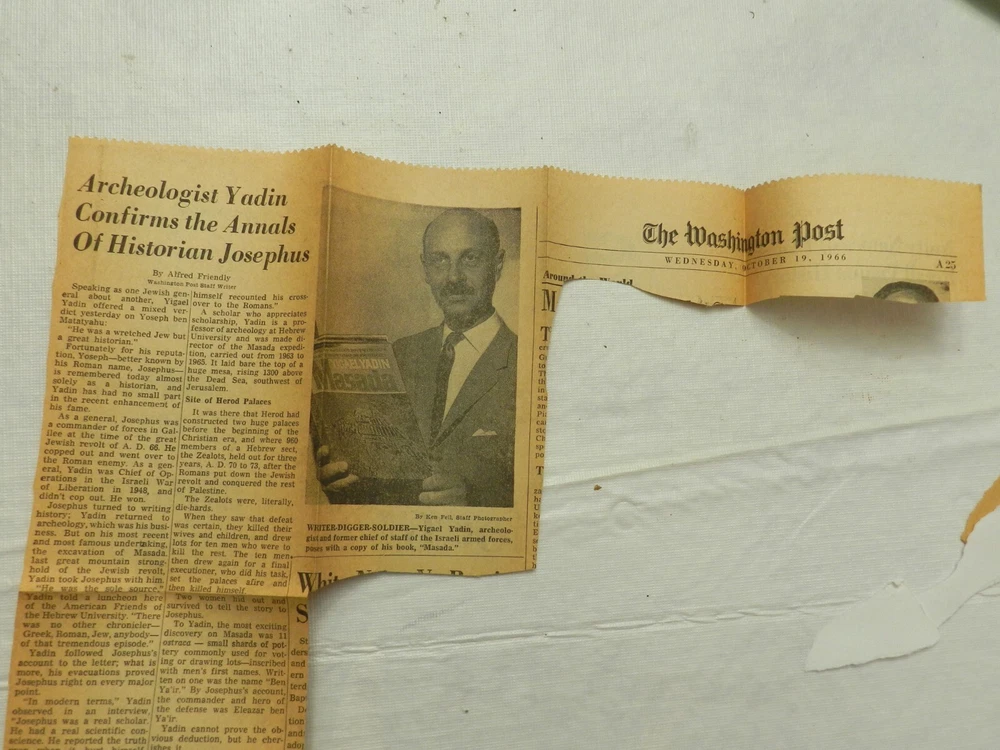 Archeologist Yadin
Confirms the Annals
Of Historian Josephus
By Alfred Friendly
Washington Post Staff Writer
Speaking as one Jewish gen-
eral about another, Yigael
Yadin offered a mixed ver-
dict yesterday on Yoseph ben
Matatyahu:
"He was a wretched Jew but
a great historian."
Fortunately for his reputa-
tion, Yoseph—better known by
his Roman name, Josephus—
is remembered today almost
solely as a historian, and
Yadin has had no small part
in the recent enhancement of
his fame.
As a general, Josephus was
a commander of forces in Gal-
ilee at the time of the great
Jewish revolt of A. D. 66. He
copped out and went over to
the Roman enemy. As a gen-
eral, Yadin was Chief of Op-
erations in the Israeli War
of Liberation in 1948, and
didn't cop out. He won.
Josephus turned to writing
history; Yadin returned to
archeology, which was his busi-
ness. But on his most recent
and most famous undertaking,
the excavation of Masada
last great mountain strong-
hold of the Jewish revolt,
Yadin took Josephus with him.
"He was the sole source,"
Yadin told a luncheon here
of the American Friends of
the Hebrew University. "There
was no other chronicler—
Greek, Roman, Jew, anybody—
of that tremendous episode."
Yadin followed Josephus's
account to the letter; what is
more, his evacuations proved
Josephus right on every major
point.
"In modern terms," Yadin
observed in an interview,
"Josephus was a real scholar.
He had a real scientific con-
science. He reported the truth
himself recounted his cross-
over to the Romans."
A scholar who appreciates
scholarship, Yadin is a pro-
fessor of archeology at Hebrew
University and was made di-
rector of the Masada expedi-
tion, carried out from 1963 to
1965. It laid bare the top of a
huge mesa, rising 1300 above
the Dead Sea, southwest of
Jerusalem.
Site of Herod Palaces
It was there that Herod had
constructed two huge palaces
before the beginning of the
Christian era, and where 960
members of a Hebrew sect,
the Zealots, held out for three
years, A. D. 70 to 73, after the
Romans put down the Jewish
revolt and conquered the rest
of Palestine.
The Zealots were, literally,
die-hards.
When they saw that defeat
was certain, they killed their
wives and children, and drew
lots for ten men who were to
kill the rest. The ten men
then drew again for a final
executioner, who did his task,
set the palaces afire and
then killed himself.
Two women hid out and
survived to tell the story to
Josephus.
To Yadin, the most exciting
discovery on Masada was 11
ostraca — small shards of pot-
tery commonly used for vot-
ing or drawing lots—inscribed
with men's first names. Writ-
ten on one was the name "Ben
Ya'ir." By Josephus's account,
the commander and hero of
the defense was Eleazar ben
Ya'ir.
Yadin cannot prove the ob-
vious deduction, but he cher-
ishes it.
YIGAEL YADIN
Masada
By Ken Feil, Staff Photographer
WRITER-DIGGER-SOLDIER—Yigael Yadin, archeolo-
gist and former chief of staff of the Israeli armed forces,
poses with a copy of his book, "Masada."
The Washington Post
WEDNESDAY, OCTOBER 19, 1966
A 25
Around the World